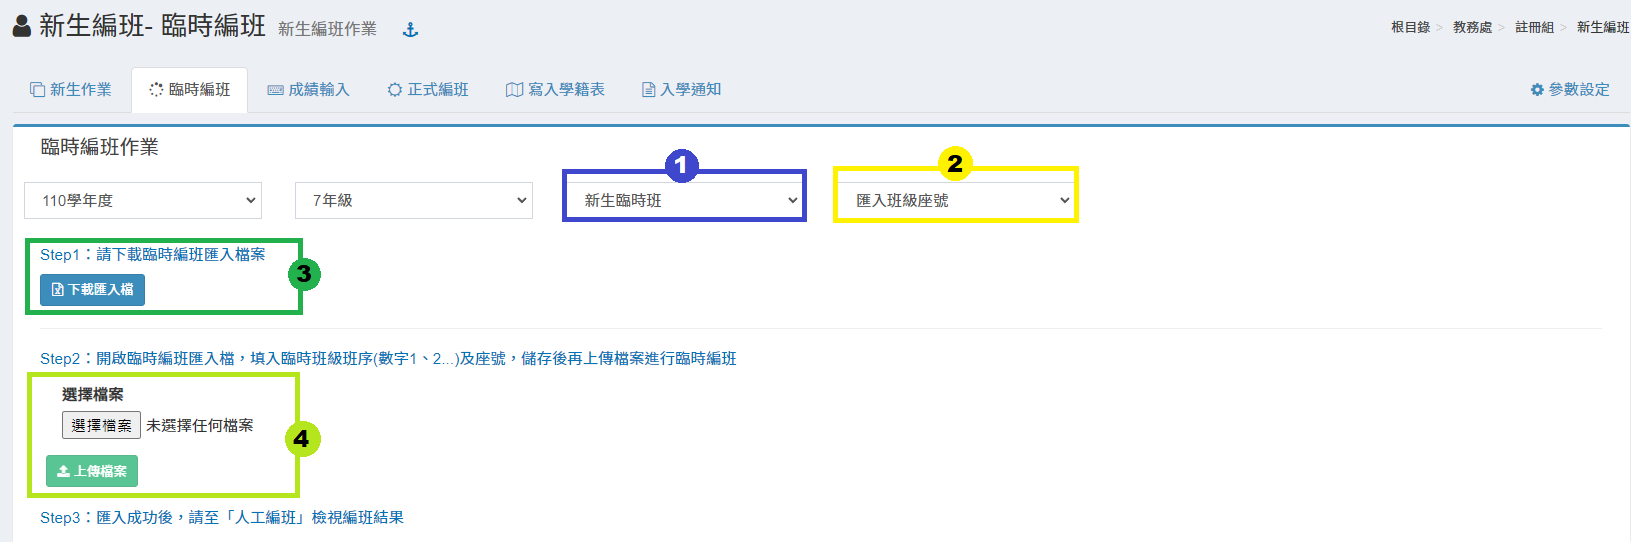 新生編班- 臨時編班 新生編班作業
根目錄 > 教務處 > 註冊組 > 新生編班
新生作業 臨時編班 成績輸入 正式編班 寫入學籍表 入學通知 參數設定
臨時編班作業
1 2
110學年度 7年級 新生臨時班 匯入班級座號
Step1：請下載臨時編班匯入檔案
3
下載匯入檔
Step2：開啟臨時編班匯入檔，填入臨時班級班序(數字1、2...)及座號，儲存後再上傳檔案進行臨時編班
選擇檔案
選擇檔案 未選擇任何檔案
4
上傳檔案
Step3：匯入成功後，請至「人工編班」檢視編班結果